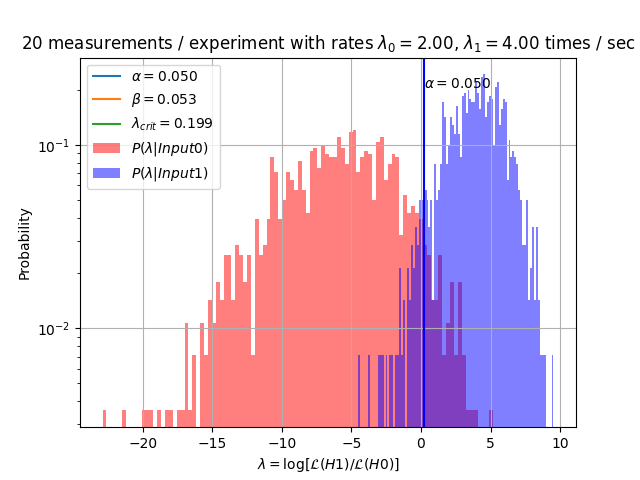 20 measurements / experiment with rates λ₀ = 2.00, λ₁ = 4.00 times / sec
α = 0.050
β = 0.053
λcrit = 0.199
P(λ|Input0)
P(λ|Input1)
α = 0.050
Probability
10⁻¹
10⁻²
−20
−15
−10
−5
0
5
10
λ = log[ℒ(H1)/ℒ(H0)]